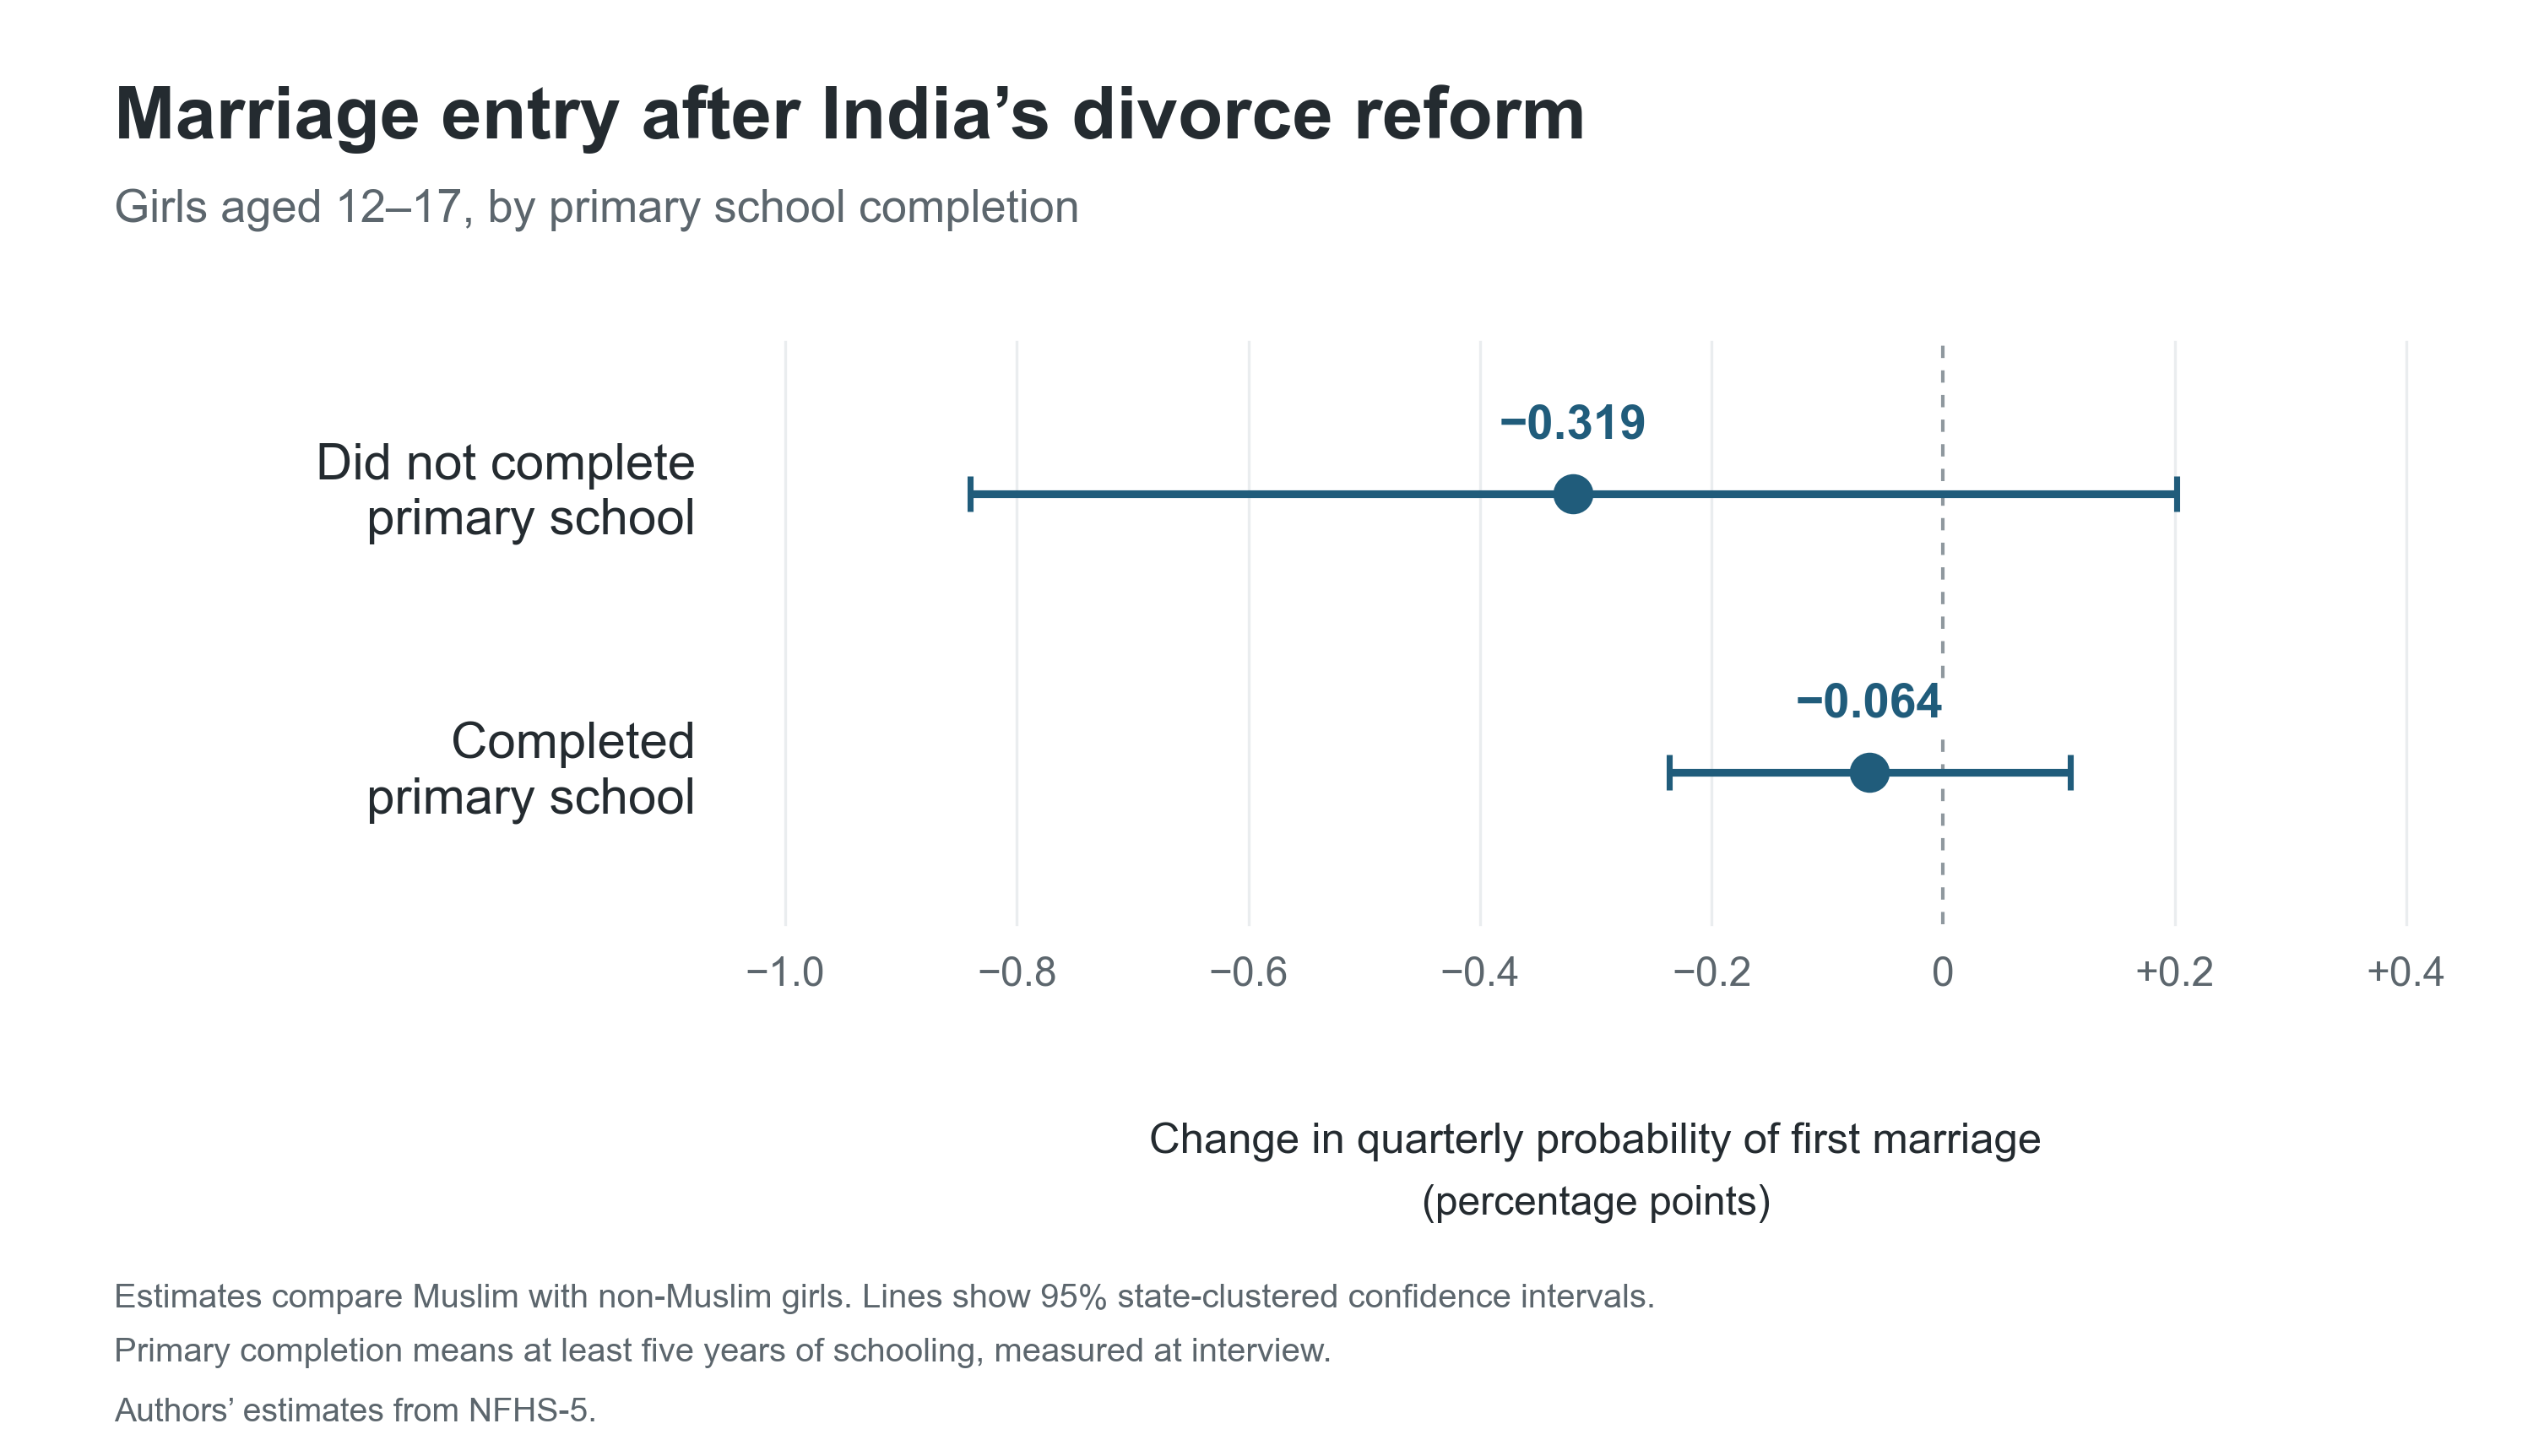 Marriage entry after India’s divorce reform
Girls aged 12–17, by primary school completion
−0.319
Did not complete
primary school
−0.064
Completed
primary school
−1.0 −0.8 −0.6 −0.4 −0.2 0 +0.2 +0.4
Change in quarterly probability of first marriage
(percentage points)
Estimates compare Muslim with non-Muslim girls. Lines show 95% state-clustered confidence intervals.
Primary completion means at least five years of schooling, measured at interview.
Authors’ estimates from NFHS-5.